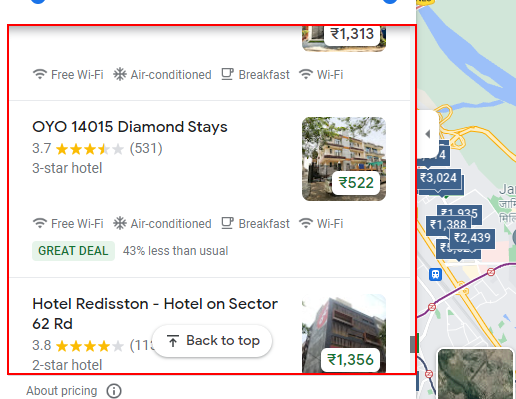 ₹1,313
Free Wi-Fi Air-conditioned Breakfast Wi-Fi
OYO 14015 Diamond Stays
3.7 (531)
3-star hotel
₹522
Free Wi-Fi Air-conditioned Breakfast Wi-Fi
GREAT DEAL 43% less than usual
Hotel Redisston - Hotel on Sector
62 Rd
3.8
Back to top
2-star hotel
₹1,356
About pricing
₹3,024
₹1,935
₹1,388
₹2,439